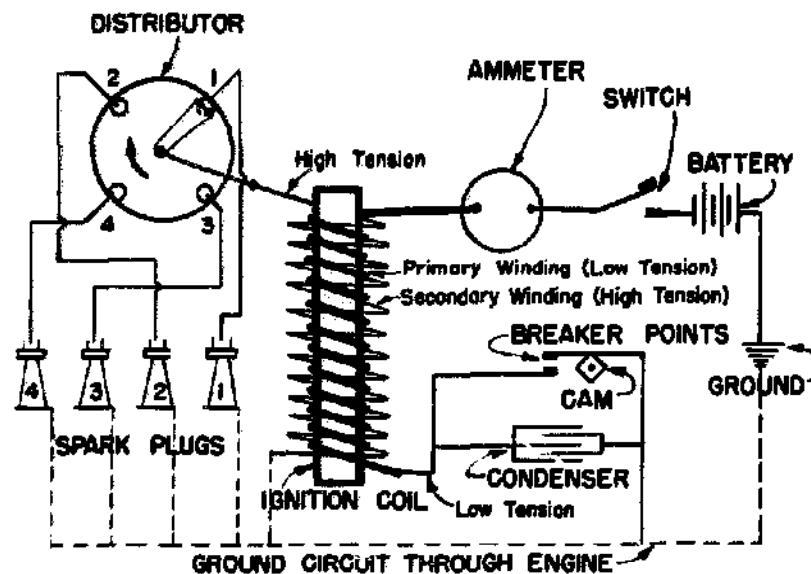 DISTRIBUTOR
2
1
4
3
High Tension
AMMETER
SWITCH
BATTERY
Primary Winding (Low Tension)
Secondary Winding (High Tension)
BREAKER POINTS
CAM
GROUND
4
3
2
1
SPARK PLUGS
CONDENSER
IGNITION COIL
Low Tension
GROUND CIRCUIT THROUGH ENGINE